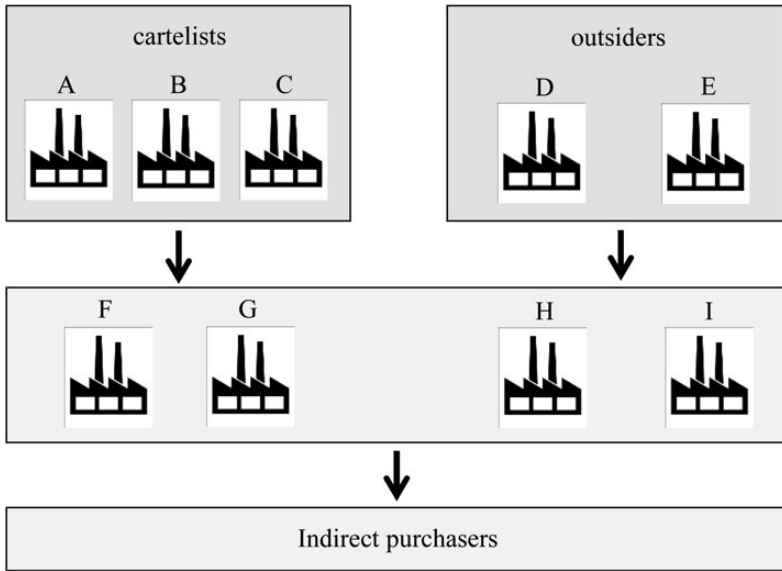 cartelists
outsiders
A B C
D E
F G H I
Indirect purchasers